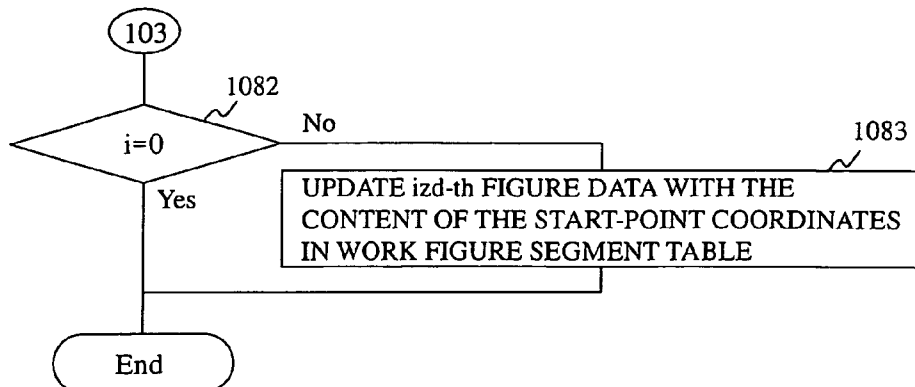 103
1082
i=0
No
1083
Yes
UPDATE izd-th FIGURE DATA WITH THE
CONTENT OF THE START-POINT COORDINATES
IN WORK FIGURE SEGMENT TABLE
End